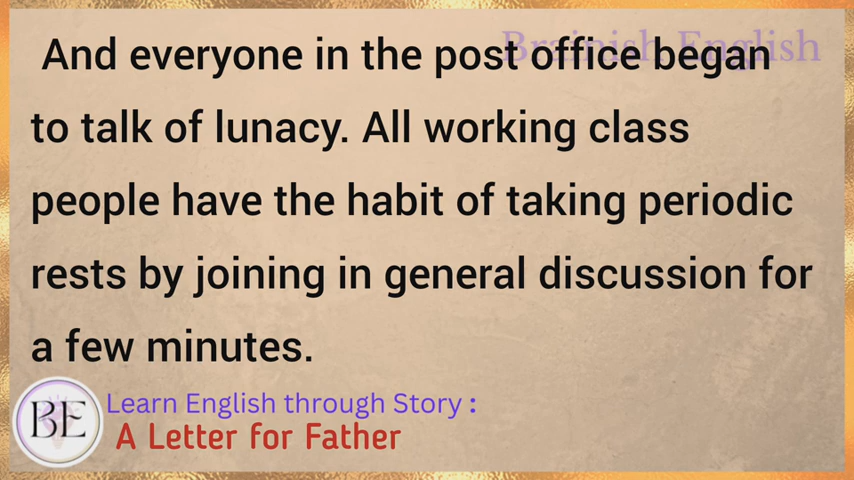 Brainish English
And everyone in the post office began
to talk of lunacy. All working class
people have the habit of taking periodic
rests by joining in general discussion for
a few minutes.
BE
Learn English through Story :
A Letter for Father